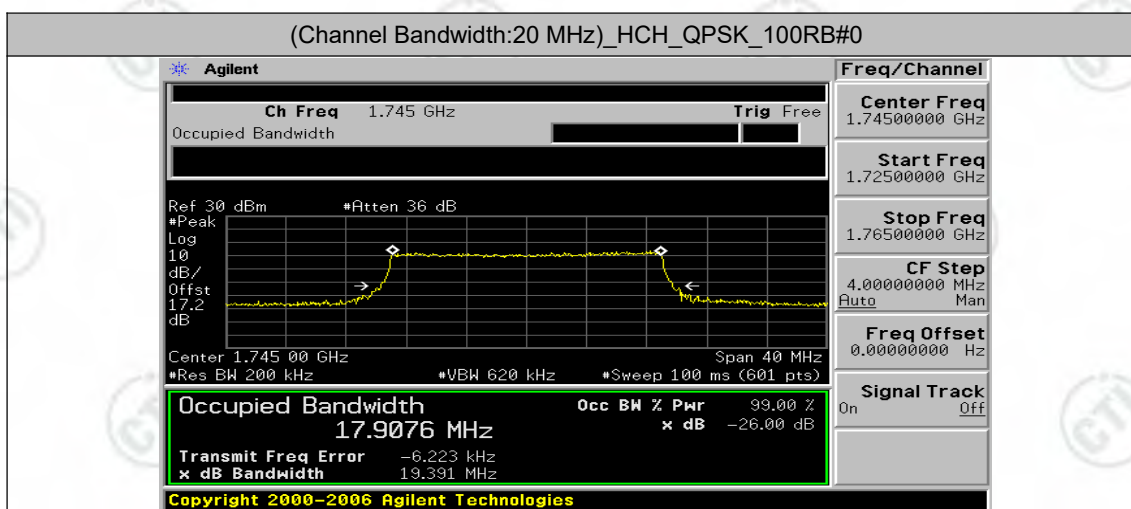 (Channel Bandwidth:20 MHz)_HCH_QPSK_100RB#0
Agilent
Freq/Channel
Ch Freq 1.745 GHz Trig Free
Occupied Bandwidth
Center Freq
1.74500000 GHz
Start Freq
1.72500000 GHz
Stop Freq
1.76500000 GHz
CF Step
4.00000000 MHz
Auto Man
Freq Offset
0.00000000 Hz
Signal Track
On Off
Ref 30 dBm #Atten 36 dB
#Peak
Log
10
dB/
Offst
17.2
dB
Center 1.745 00 GHz Span 40 MHz
#Res BW 200 kHz #VBW 620 kHz #Sweep 100 ms (601 pts)
Occupied Bandwidth Occ BW % Pwr 99.00 %
17.9076 MHz x dB -26.00 dB
Transmit Freq Error -6.223 kHz
x dB Bandwidth 19.391 MHz
Copyright 2000-2006 Agilent Technologies